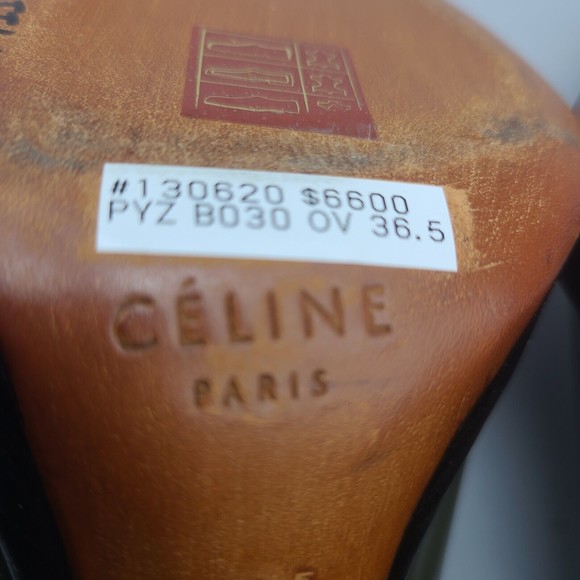 #130620 $6600
PYZ B030 OV 36.5
CÉLINE
PARIS